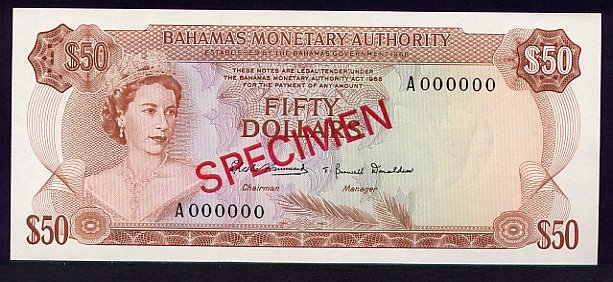 $50
BAHAMAS MONETARY AUTHORITY
$50
ESTABLISHED BY THE BAHAMAS GOVERNMENT 1968
THESE NOTES ARE LEGAL TENDER UNDER
THE BAHAMAS MONETARY AUTHORITY ACT 1968
FOR THE PAYMENT OF ANY AMOUNT
A000000
FIFTY
DOLLARS
SPECIMEN
Chairman
T. Baswell Donaldson
Manager
A000000
$50
$50